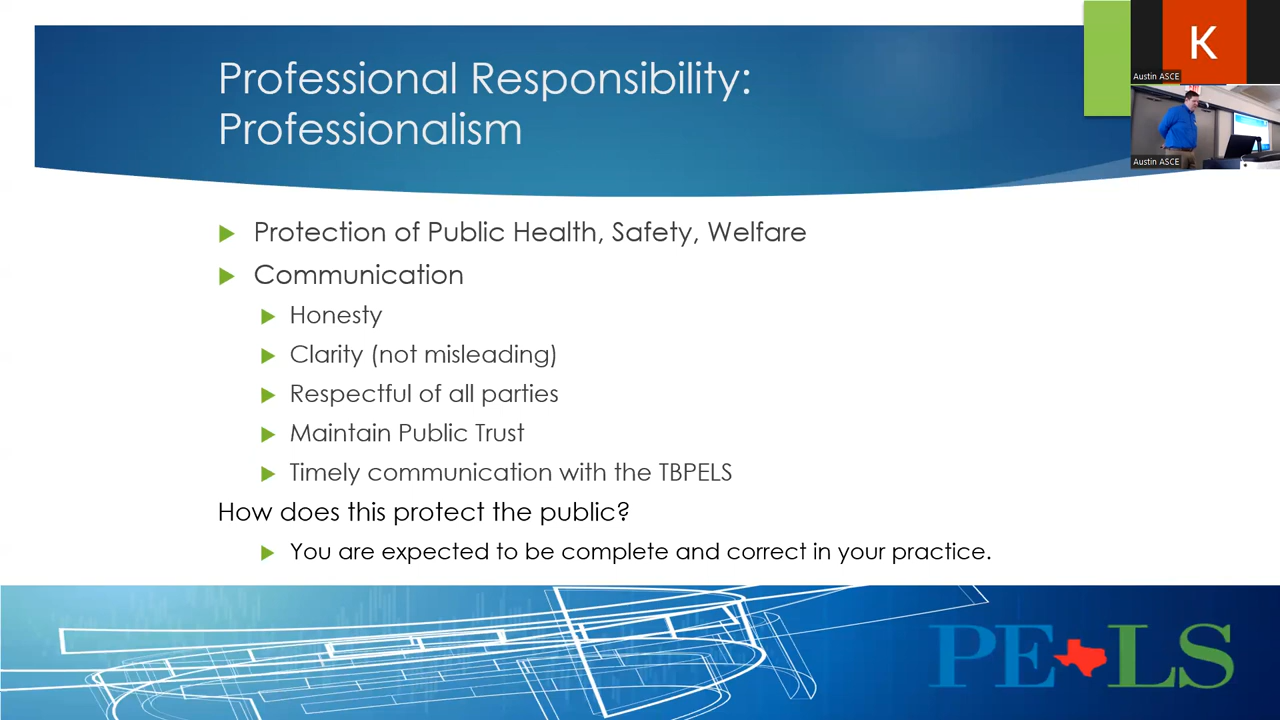 Professional Responsibility:
Professionalism
K
Austin ASCE
Austin ASCE
Protection of Public Health, Safety, Welfare
Communication
Honesty
Clarity (not misleading)
Respectful of all parties
Maintain Public Trust
Timely communication with the TBPELS
How does this protect the public?
You are expected to be complete and correct in your practice.
PE LS